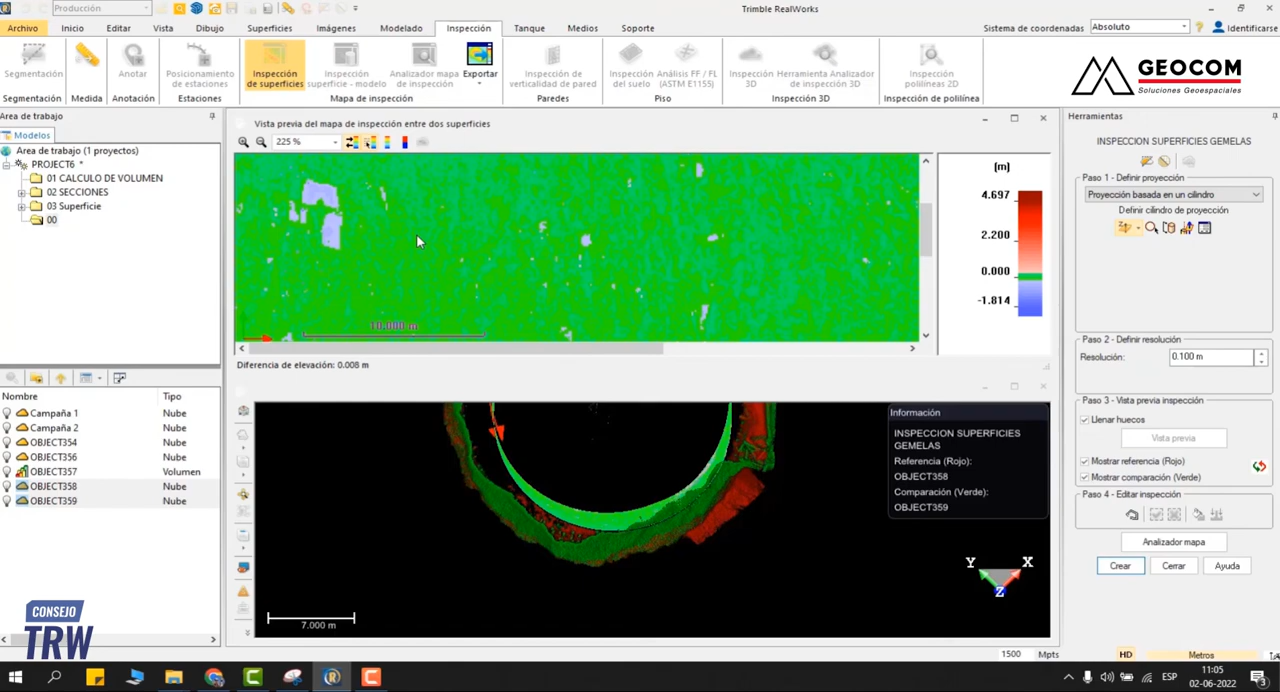 Producción
Trimble RealWorks
Archivo Inicio Editar Vista Dibujo Superficies Imágenes Modelado Inspección Tanque Medios Soporte
Sistema de coordenadas Absoluto Identificarse
Segmentación
Anotar
Posicionamiento de estaciones
Inspección de superficies
Inspección superficie - modelo
Analizador mapa de inspección
Exportar
Inspección de verticalidad de pared
Inspección del suelo
Análisis FF / FL (ASTM E1155)
Inspección 3D
Herramienta Analizador de inspección 3D
Inspección polilíneas 2D
Segmentación Medida Anotación Estaciones Mapa de inspección Paredes Piso Inspección 3D Inspección de polilínea
GEOCOM
Soluciones Geoespaciales
Area de trabajo
Modelos
Area de trabajo (1 proyectos)
PROJECT6 *
01 CALCULO DE VOLUMEN
02 SECCIONES
03 Superficie
00
Nombre Tipo
Campaña 1 Nube
Campaña 2 Nube
OBJECT354 Nube
OBJECT356 Nube
OBJECT357 Volumen
OBJECT358 Nube
OBJECT359 Nube
CONSEJO
TRW
Vista previa del mapa de inspección entre dos superficies
225 %
10.000 m
[m]
4.697
2.200
0.000
-1.814
Diferencia de elevación: 0.008 m
Información
INSPECCION SUPERFICIES
GEMELAS
Referencia (Rojo):
OBJECT358
Comparación (Verde):
OBJECT359
Y X
Z
7.000 m
Herramientas
INSPECCION SUPERFICIES GEMELAS
Paso 1 - Definir proyección
Proyección basada en un cilindro
Definir cilindro de proyección
Paso 2 - Definir resolución
Resolución: 0.100 m
Paso 3 - Vista previa inspección
Llenar huecos
Vista previa
Mostrar referencia (Rojo)
Mostrar comparación (Verde)
Paso 4 - Editar inspección
Analizador mapa
Crear Cerrar Ayuda
1500 Mpts HD Metros
ESP
11:05
02-06-2022